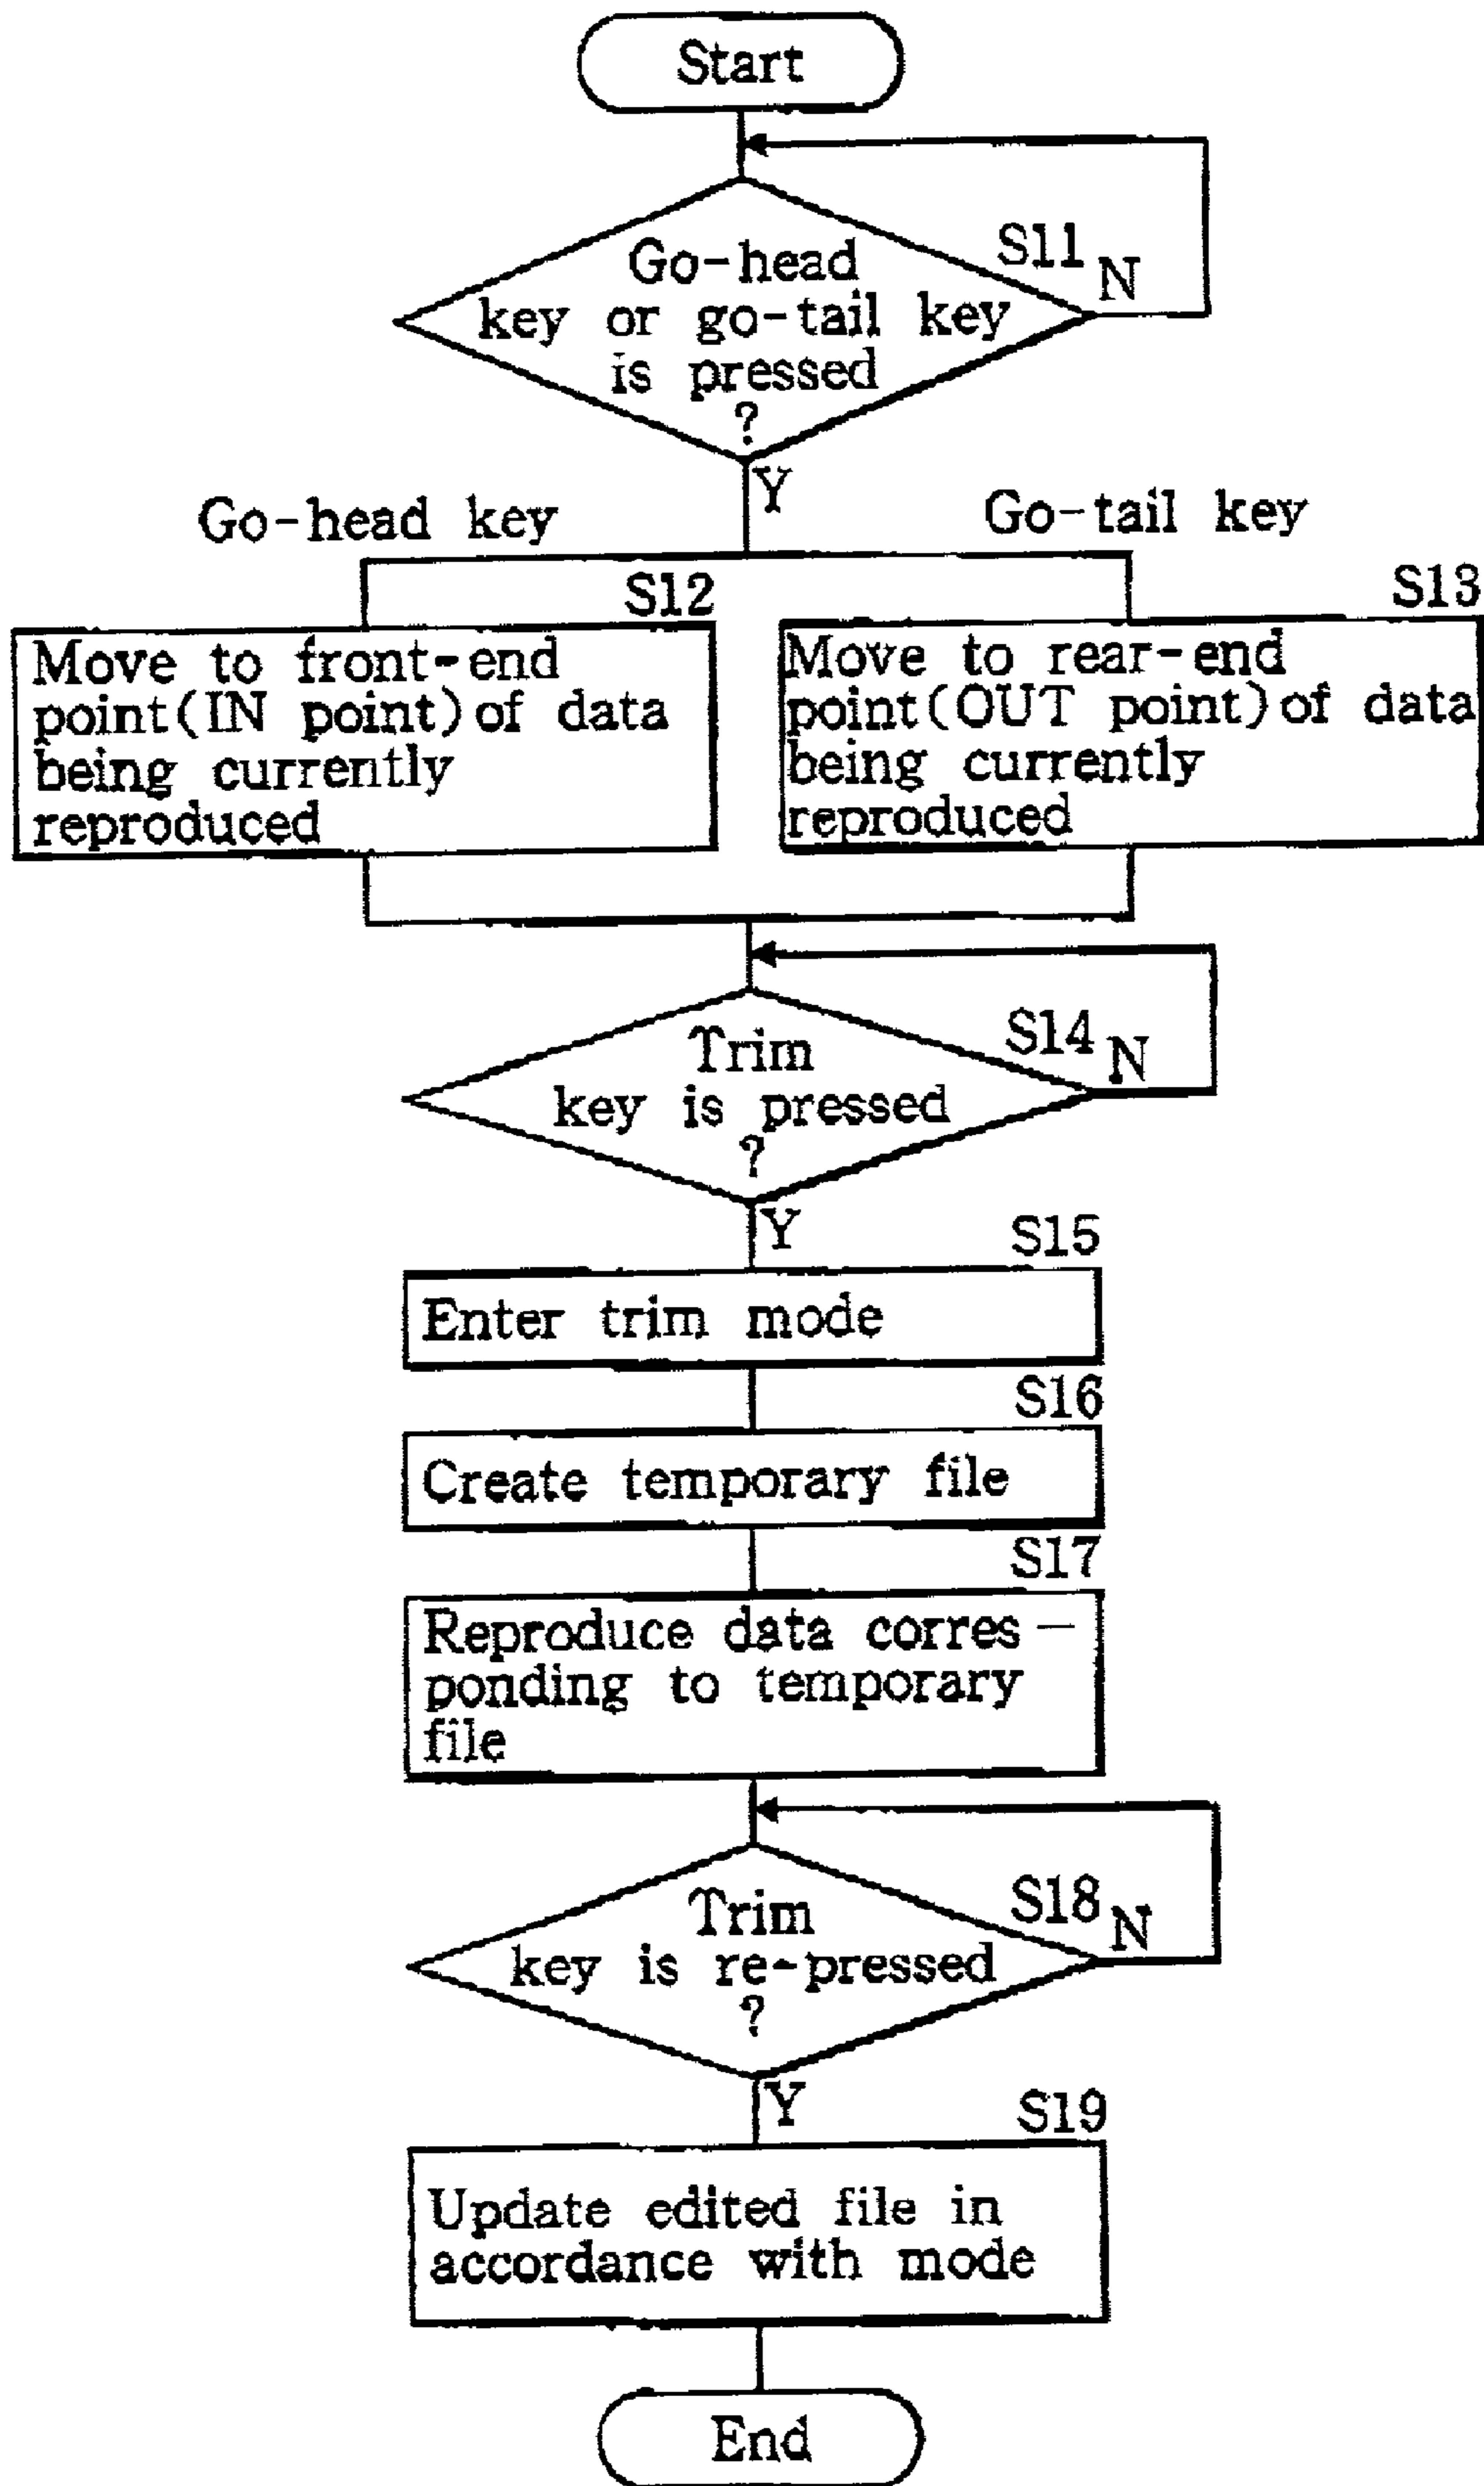 Start
S11
Go-head
key or go-tail key
is pressed
?
N
Y
Go-head key
Go-tail key
S12
Move to front-end
point(IN point)of data
being currently
reproduced
S13
Move to rear-end
point(OUT point)of data
being currently
reproduced
S14
Trim
key is pressed
?
N
Y
S15
Enter trim mode
S16
Create temporary file
S17
Reproduce data corres-
ponding to temporary
file
S18
Trim
key is re-pressed
?
N
Y
S19
Update edited file in
accordance with mode
End